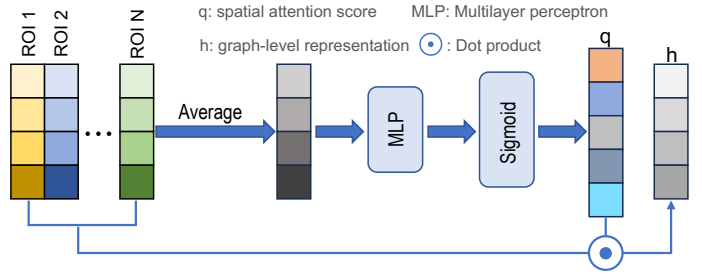 ROI 1
ROI 2
ROI N
q: spatial attention score
MLP: Multilayer perceptron
h: graph-level representation
: Dot product
Average
MLP
Sigmoid
q
h